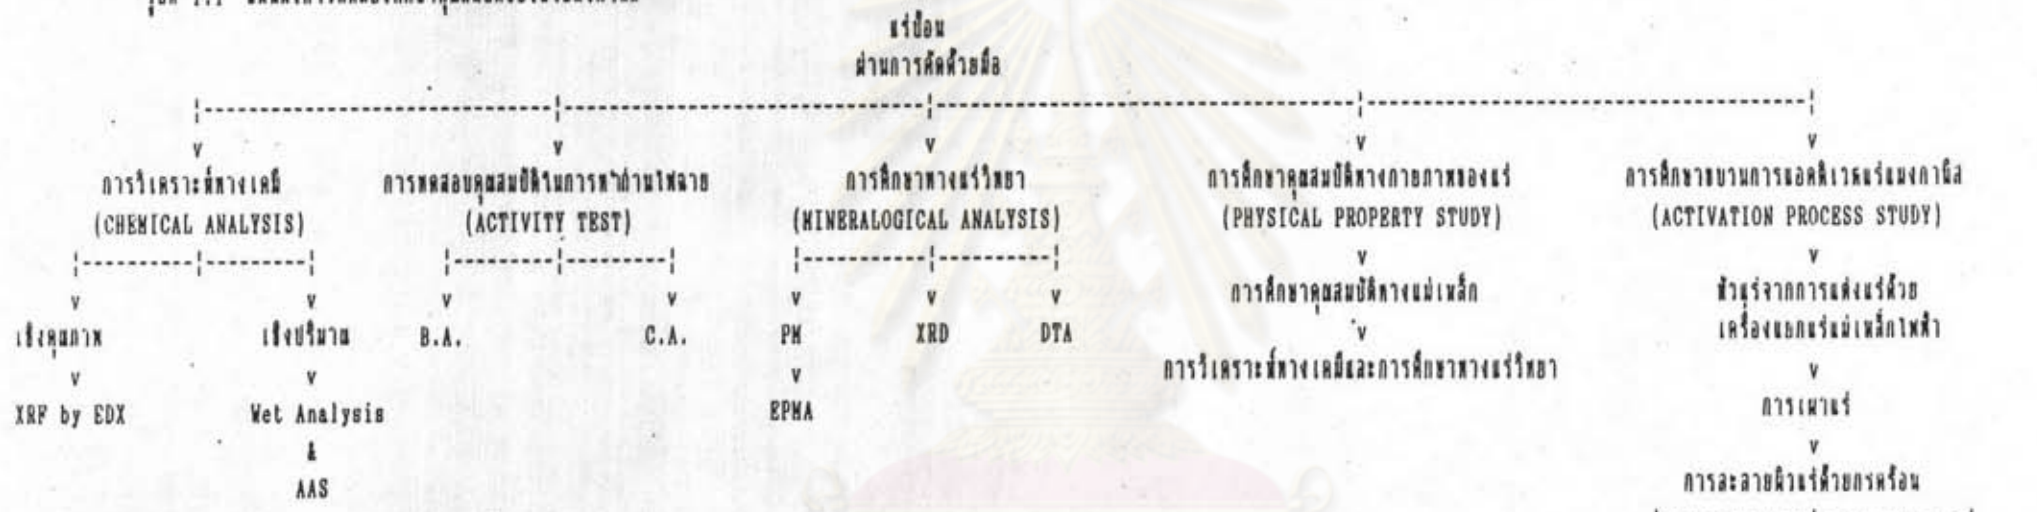 แร่ป้อน
ผ่านการคัดด้วยมือ
การวิเคราะห์ทางเคมี
(CHEMICAL ANALYSIS)
การทดสอบคุณสมบัติในการทำถ่านไฟฉาย
(ACTIVITY TEST)
การศึกษาทางแร่วิทยา
(MINERALOGICAL ANALYSIS)
การศึกษาคุณสมบัติทางกายภาพของแร่
(PHYSICAL PROPERTY STUDY)
การศึกษาขบวนการแอคติเวตแร่แมงกานีส
(ACTIVATION PROCESS STUDY)
เชิงคุณภาพ
XRF by EDX
เชิงปริมาณ
Wet Analysis
&
AAS
B.A.
C.A.
PM
EPMA
XRD
DTA
การศึกษาคุณสมบัติทางแม่เหล็ก
การวิเคราะห์ทางเคมีและการศึกษาทางแร่วิทยา
หัวแร่จากการแต่งแร่ด้วย
เครื่องแยกแร่แม่เหล็กไฟฟ้า
การเผาแร่
การละลายผิวแร่ด้วยกรดร้อน